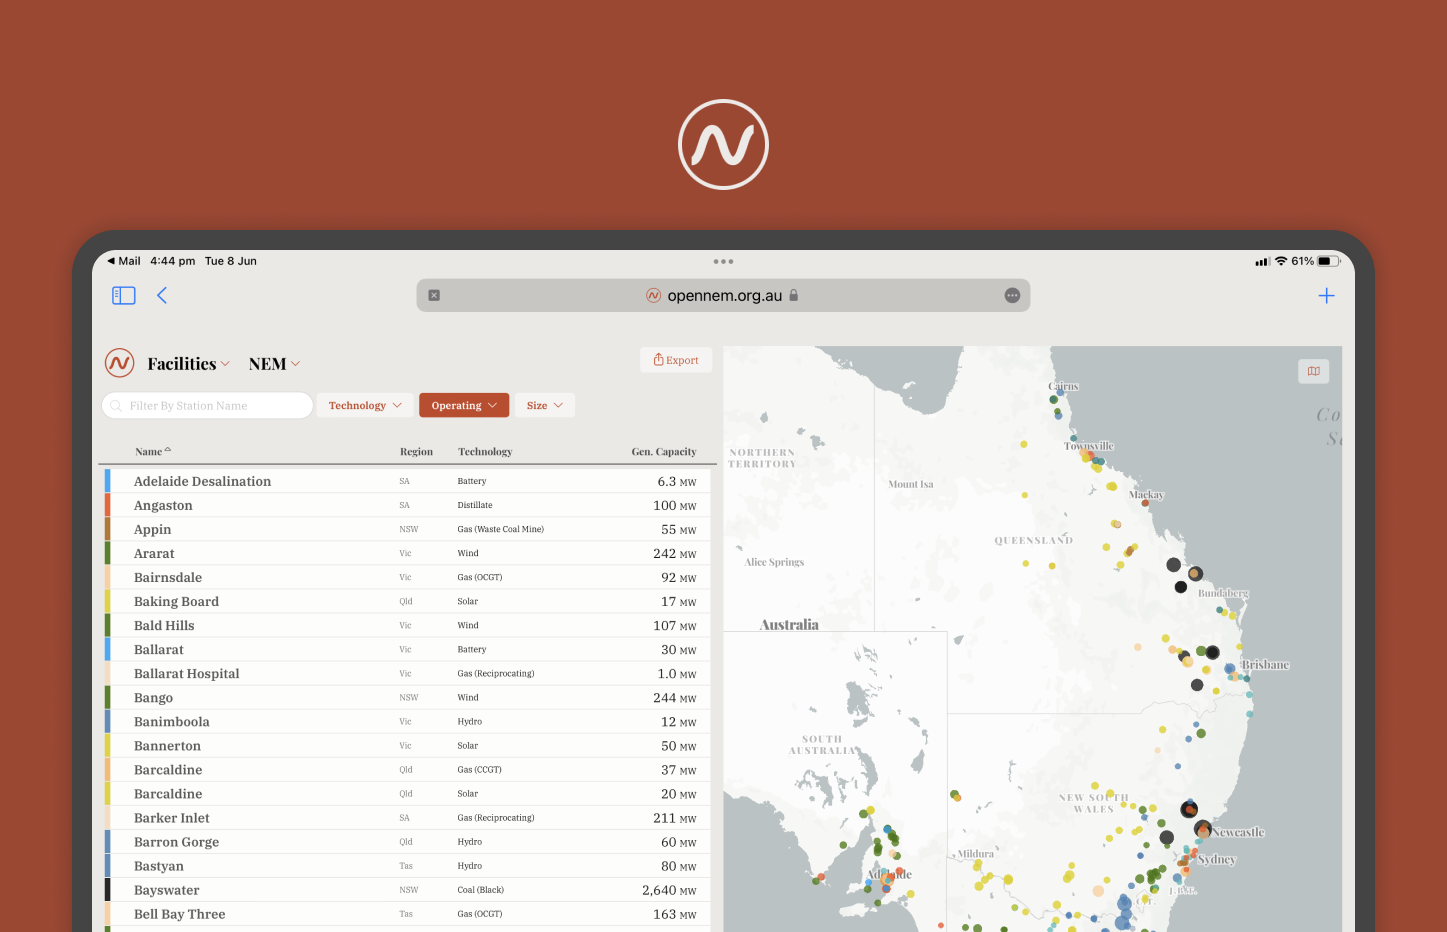 Mail 4:44 pm Tue 8 Jun
61%
opennem.org.au
Facilities NEM
Export
Filter By Station Name Technology Operating Size
Name Region Technology Gen. Capacity
Adelaide Desalination SA Battery 6.3 MW
Angaston SA Distillate 100 MW
Appin NSW Gas (Waste Coal Mine) 55 MW
Ararat Vic Wind 242 MW
Bairnsdale Vic Gas (OCGT) 92 MW
Baking Board Qld Solar 17 MW
Bald Hills Vic Wind 107 MW
Ballarat Vic Battery 30 MW
Ballarat Hospital Vic Gas (Reciprocating) 1.0 MW
Bango NSW Wind 244 MW
Banimboola Vic Hydro 12 MW
Bannerton Vic Solar 50 MW
Barcaldine Qld Gas (CCGT) 37 MW
Barcaldine Qld Solar 20 MW
Barker Inlet SA Gas (Reciprocating) 211 MW
Barron Gorge Qld Hydro 60 MW
Bastyan Tas Hydro 80 MW
Bayswater NSW Coal (Black) 2,640 MW
Bell Bay Three Tas Gas (OCGT) 163 MW
Cairns
Co
S
Townsville
NORTHERN
TERRITORY
Mount Isa
Mackay
QUEENSLAND
Alice Springs
Bundaberg
Australia
Brisbane
SOUTH
AUSTRALIA
NEW SOUTH
WALES
Newcastle
Mildura
Sydney
Adelaide